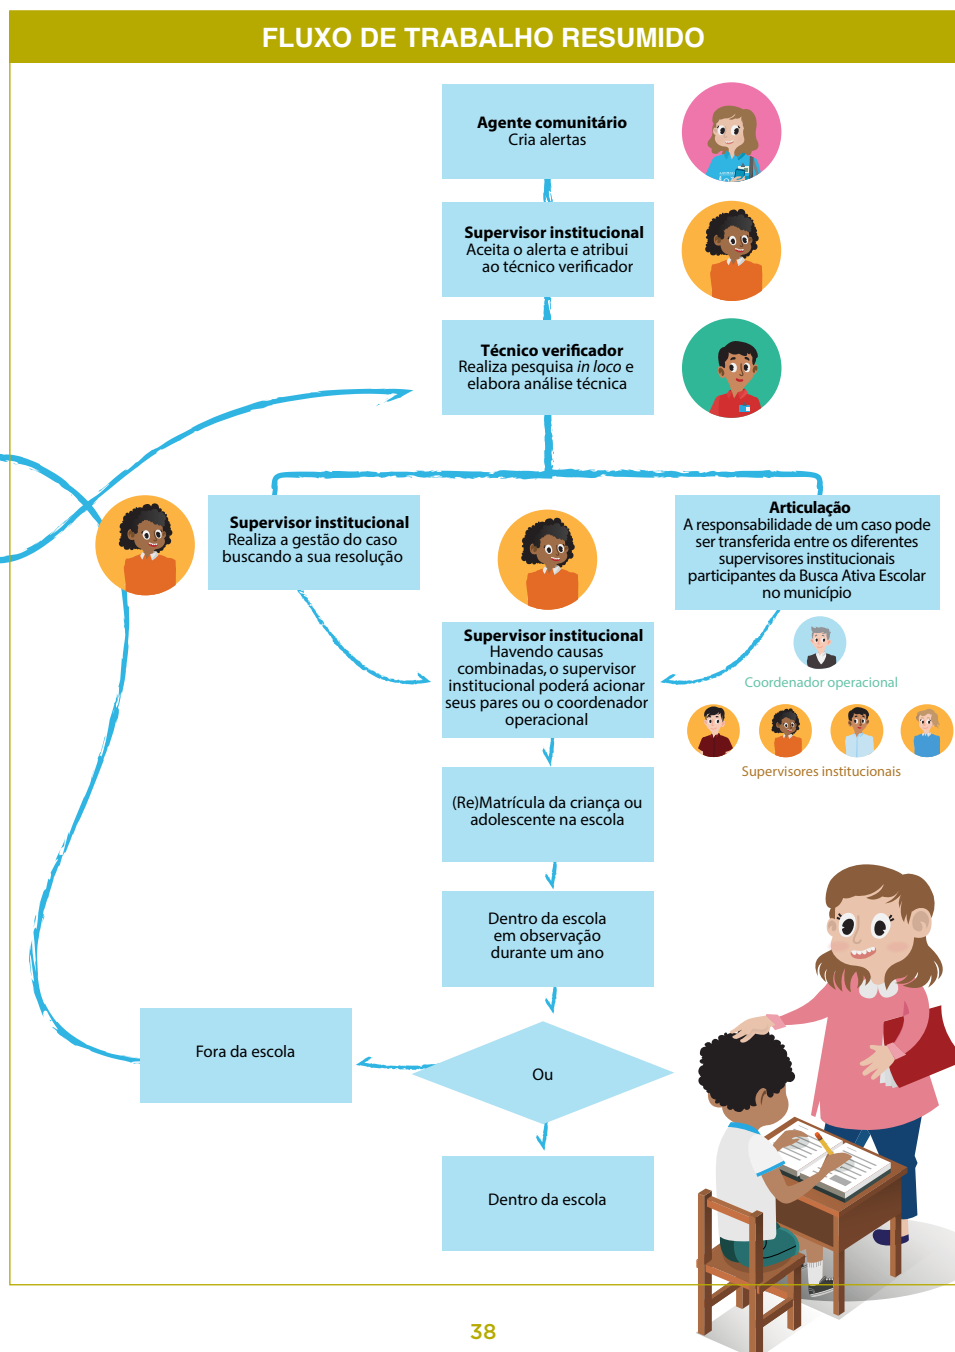 FLUXO DE TRABALHO RESUMIDO
Agente comunitário
Cria alertas
Supervisor institucional
Aceita o alerta e atribui
ao técnico verificador
Técnico verificador
Realiza pesquisa in loco e
elabora análise técnica
Supervisor institucional
Realiza a gestão do caso
buscando a sua resolução
Articulação
A responsabilidade de um caso pode
ser transferida entre os diferentes
supervisores institucionais
participantes da Busca Ativa Escolar
no município
Supervisor institucional
Havendo causas
combinadas, o supervisor
institucional poderá acionar
seus pares ou o coordenador
operacional
Coordenador operacional
Supervisores institucionais
(Re)Matrícula da criança ou
adolescente na escola
Dentro da escola
em observação
durante um ano
Fora da escola
Ou
Dentro da escola
38